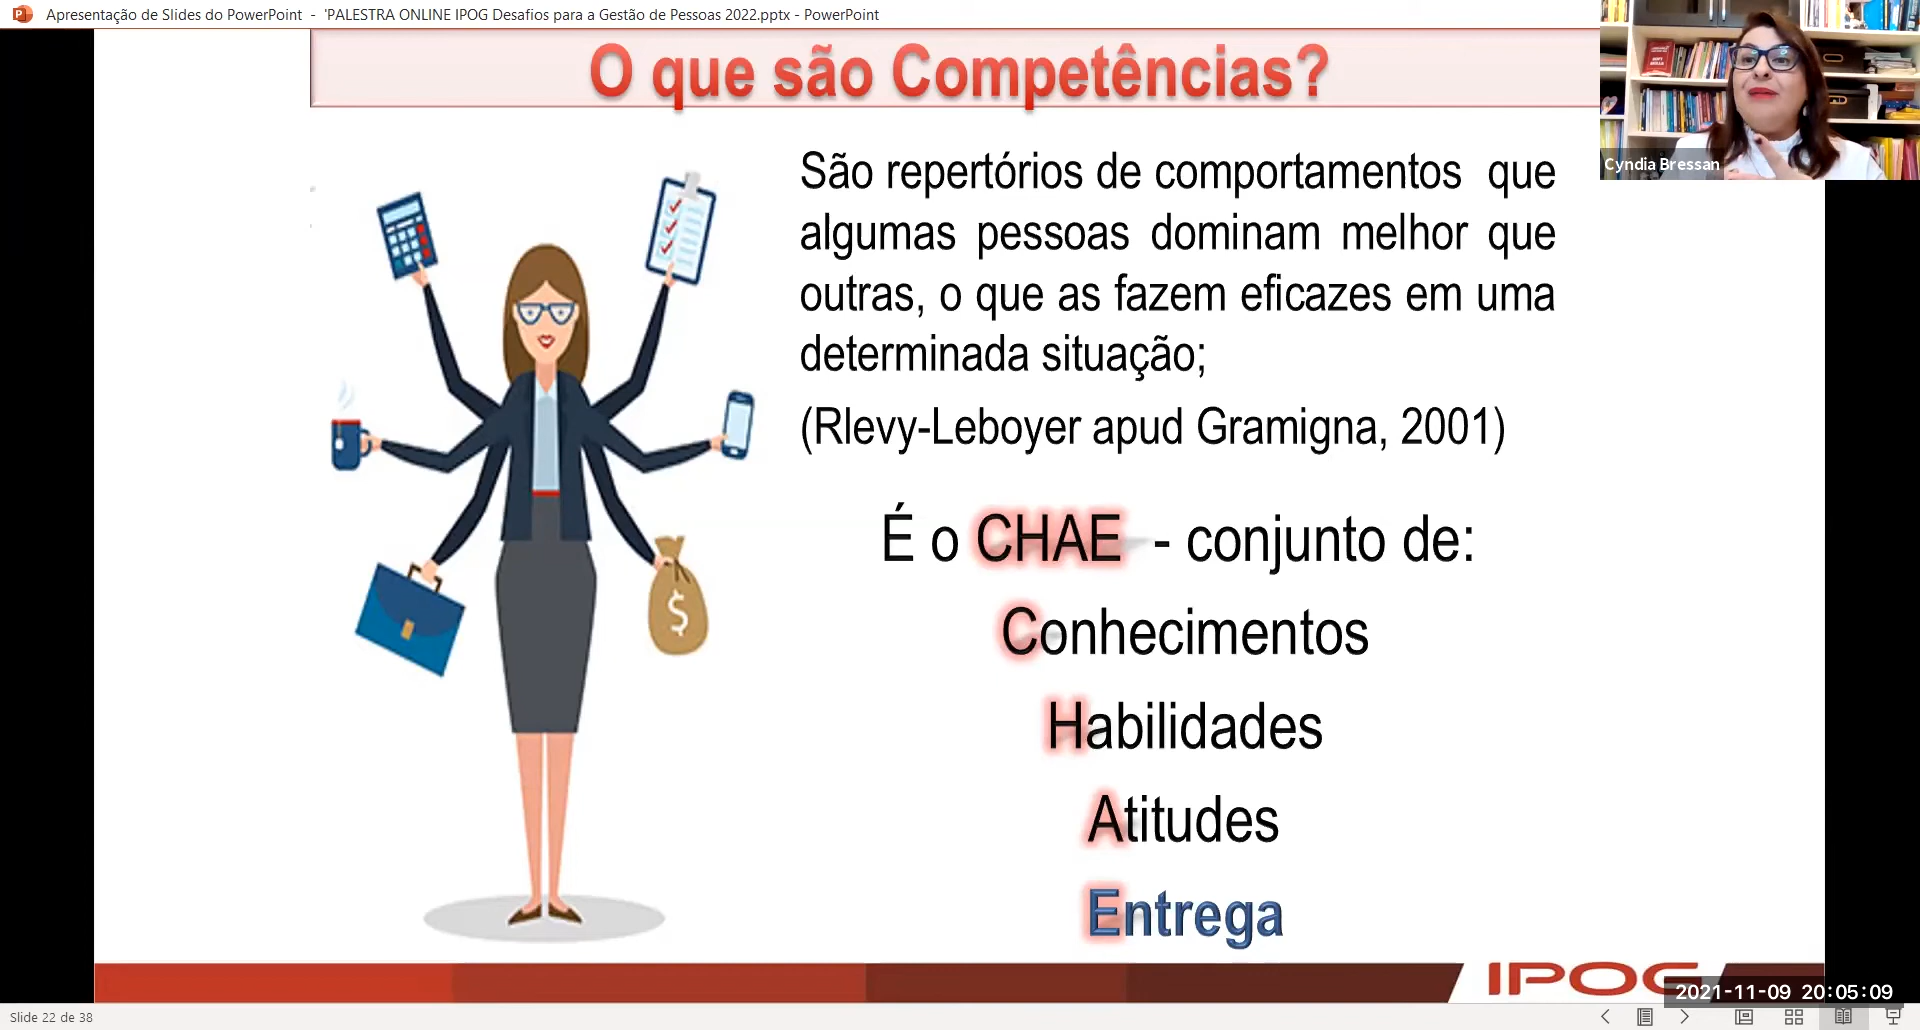 Apresentação de Slides do PowerPoint - 'PALESTRA ONLINE IPOG Desafios para a Gestão de Pessoas 2022.pptx - PowerPoint
O que são Competências?
Cyndia Bressan
São repertórios de comportamentos que
algumas pessoas dominam melhor que
outras, o que as fazem eficazes em uma
determinada situação;
(Rlevy-Leboyer apud Gramigna, 2001)
É o CHAE - conjunto de:
Conhecimentos
Habilidades
Atitudes
Entrega
$
IPOG
2021-11-09 20:05:09
Slide 22 de 38